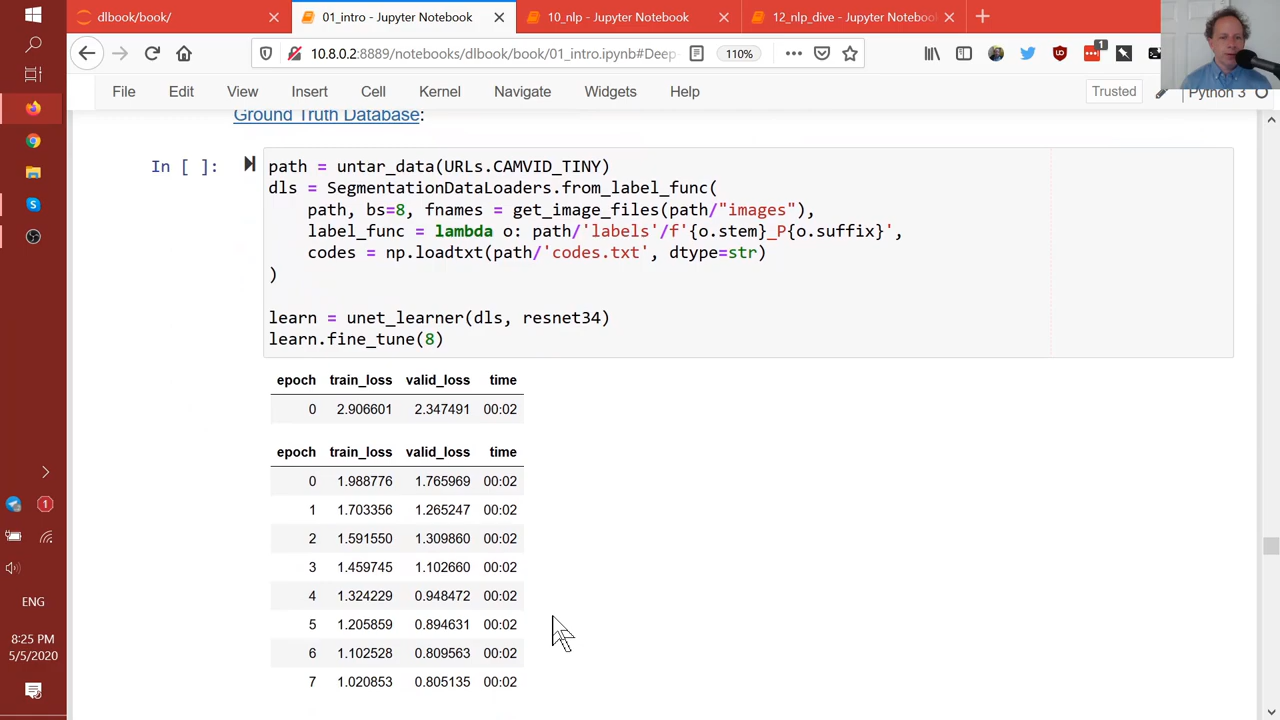 dlbook/book/
01_intro - Jupyter Notebook
10_nlp - Jupyter Notebook
12_nlp_dive - Jupyter Notebook
10.8.0.2:8889/notebooks/dlbook/book/01_intro.ipynb#Deep-
110%
1
File Edit View Insert Cell Kernel Navigate Widgets Help
Trusted
Python 3
Ground Truth Database:
In [ ]:
path = untar_data(URLs.CAMVID_TINY)
dls = SegmentationDataLoaders.from_label_func(
path, bs=8, fnames = get_image_files(path/"images"),
label_func = lambda o: path/'labels'/f'{o.stem}_P{o.suffix}',
codes = np.loadtxt(path/'codes.txt', dtype=str)
)
learn = unet_learner(dls, resnet34)
learn.fine_tune(8)
epoch train_loss valid_loss time
0 2.906601 2.347491 00:02
epoch train_loss valid_loss time
0 1.988776 1.765969 00:02
1 1.703356 1.265247 00:02
2 1.591550 1.309860 00:02
3 1.459745 1.102660 00:02
4 1.324229 0.948472 00:02
5 1.205859 0.894631 00:02
6 1.102528 0.809563 00:02
7 1.020853 0.805135 00:02
1
ENG
8:25 PM
5/5/2020